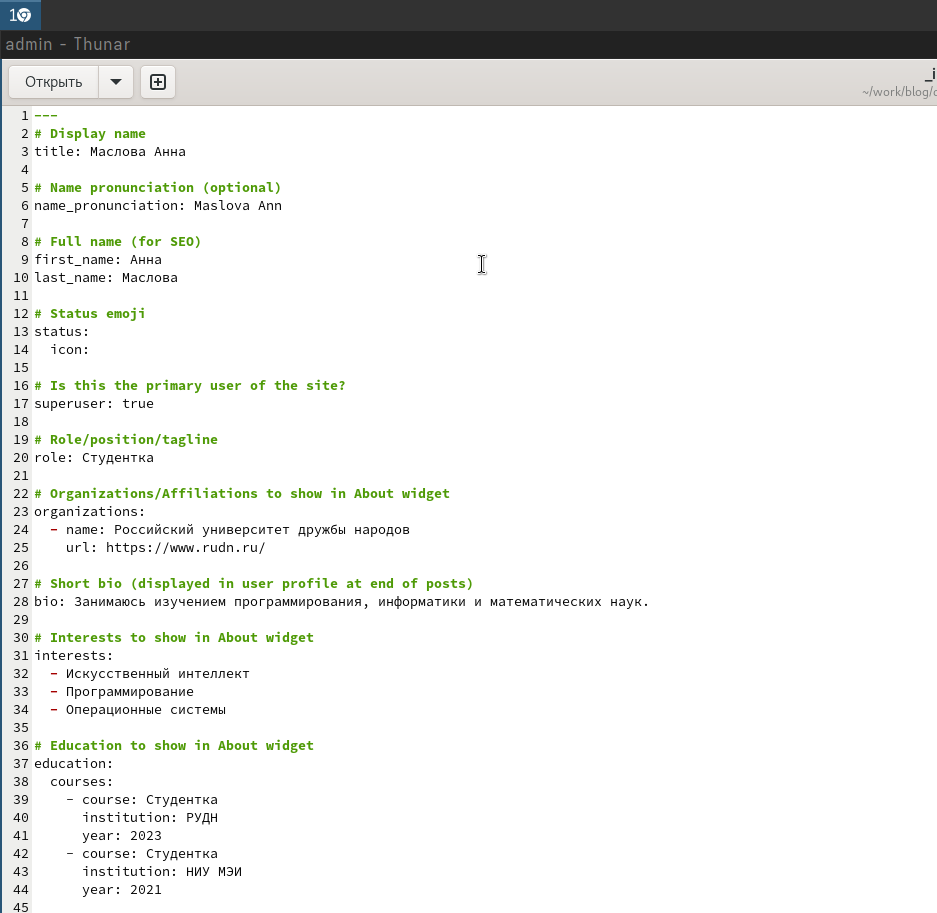 1
admin - Thunar
Открыть
_i
~/work/blog/c
1 ---
2 # Display name
3 title: Маслова Анна
4
5 # Name pronunciation (optional)
6 name_pronunciation: Maslova Ann
7
8 # Full name (for SEO)
9 first_name: Анна
10 last_name: Маслова
11
12 # Status emoji
13 status:
14   icon:
15
16 # Is this the primary user of the site?
17 superuser: true
18
19 # Role/position/tagline
20 role: Студентка
21
22 # Organizations/Affiliations to show in About widget
23 organizations:
24   - name: Российский университет дружбы народов
25     url: https://www.rudn.ru/
26
27 # Short bio (displayed in user profile at end of posts)
28 bio: Занимаюсь изучением программирования, информатики и математических наук.
29
30 # Interests to show in About widget
31 interests:
32   - Искусственный интеллект
33   - Программирование
34   - Операционные системы
35
36 # Education to show in About widget
37 education:
38   courses:
39     - course: Студентка
40       institution: РУДН
41       year: 2023
42     - course: Студентка
43       institution: НИУ МЭИ
44       year: 2021
45